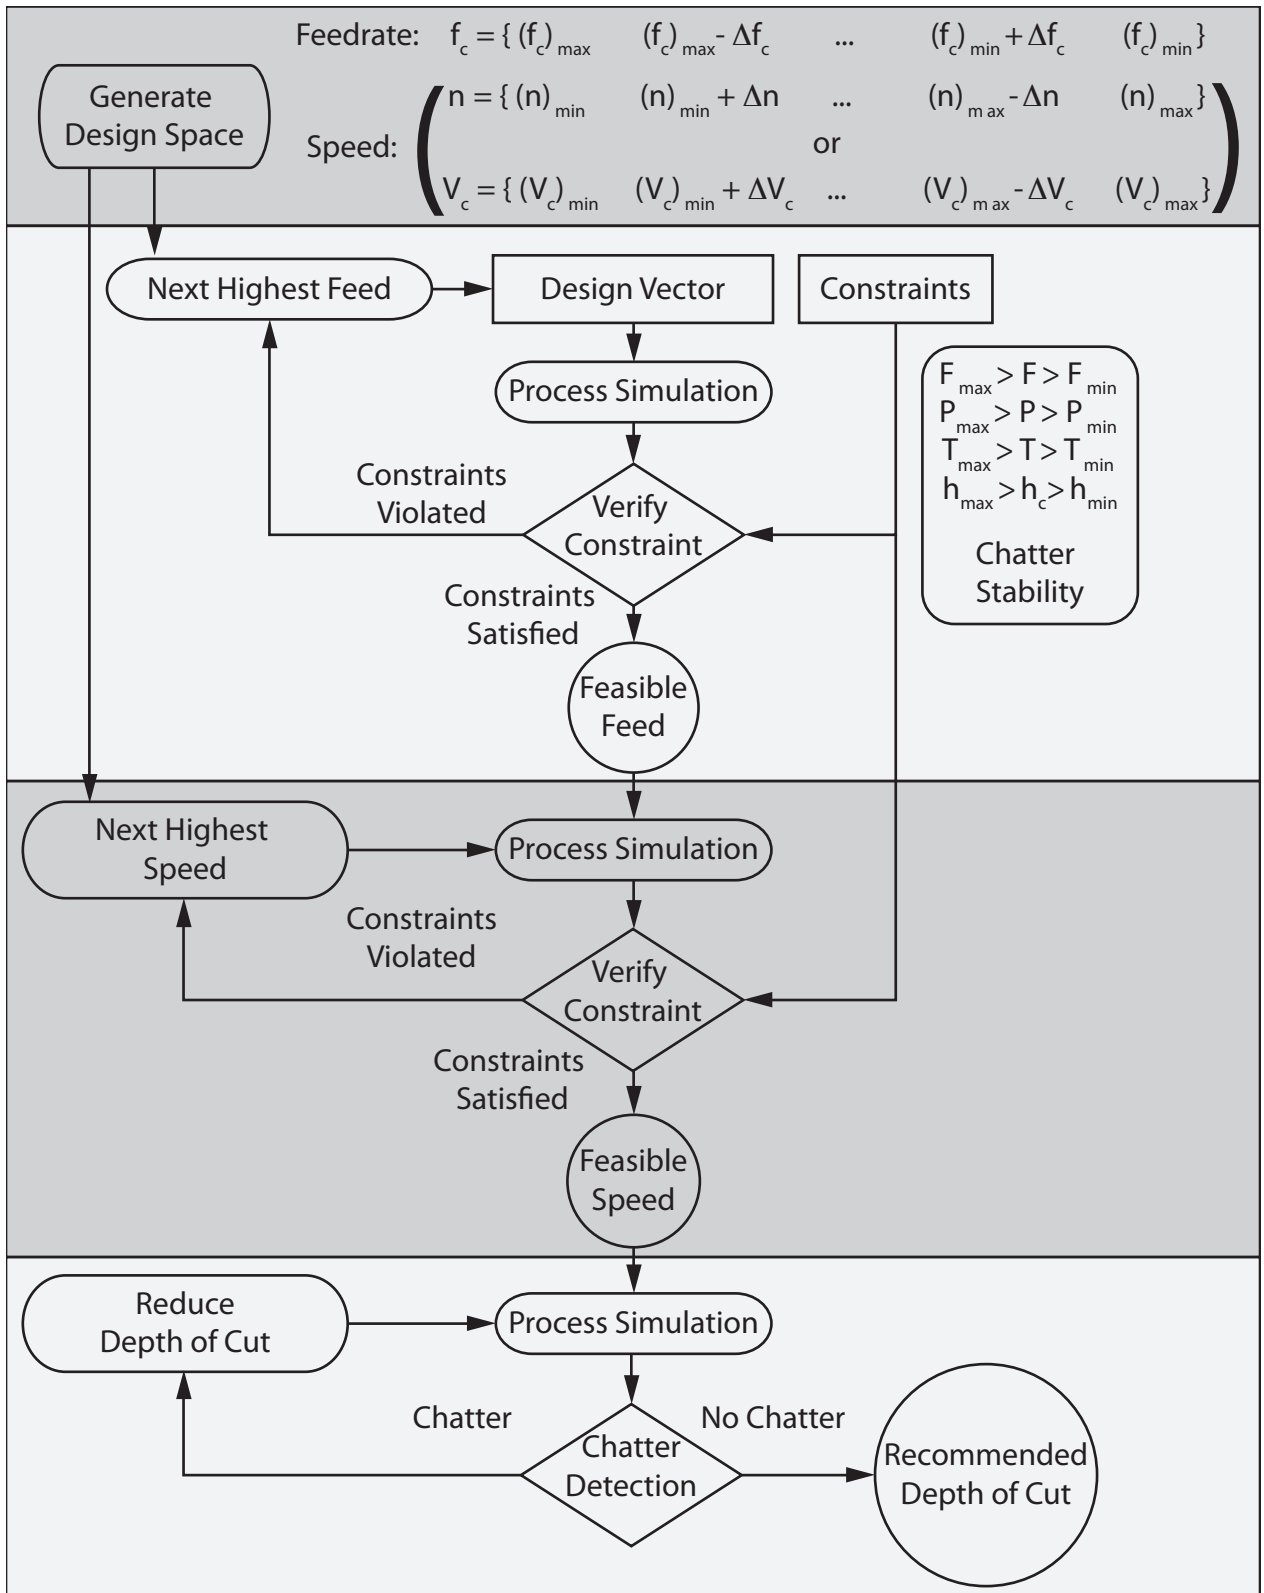 Feedrate: f_c = { (f_c)_max (f_c)_max - Δf_c ... (f_c)_min + Δf_c (f_c)_min }
Generate
Design Space
Speed:
n = { (n)_min (n)_min + Δn ... (n)_max - Δn (n)_max }
or
V_c = { (V_c)_min (V_c)_min + ΔV_c ... (V_c)_max - ΔV_c (V_c)_max }
Next Highest Feed
Design Vector
Constraints
Process Simulation
F_max > F > F_min
P_max > P > P_min
T_max > T > T_min
h_max > h_c > h_min
Chatter
Stability
Constraints
Violated
Verify
Constraint
Constraints
Satisfied
Feasible
Feed
Next Highest
Speed
Process Simulation
Constraints
Violated
Verify
Constraint
Constraints
Satisfied
Feasible
Speed
Reduce
Depth of Cut
Process Simulation
Chatter
No Chatter
Chatter
Detection
Recommended
Depth of Cut